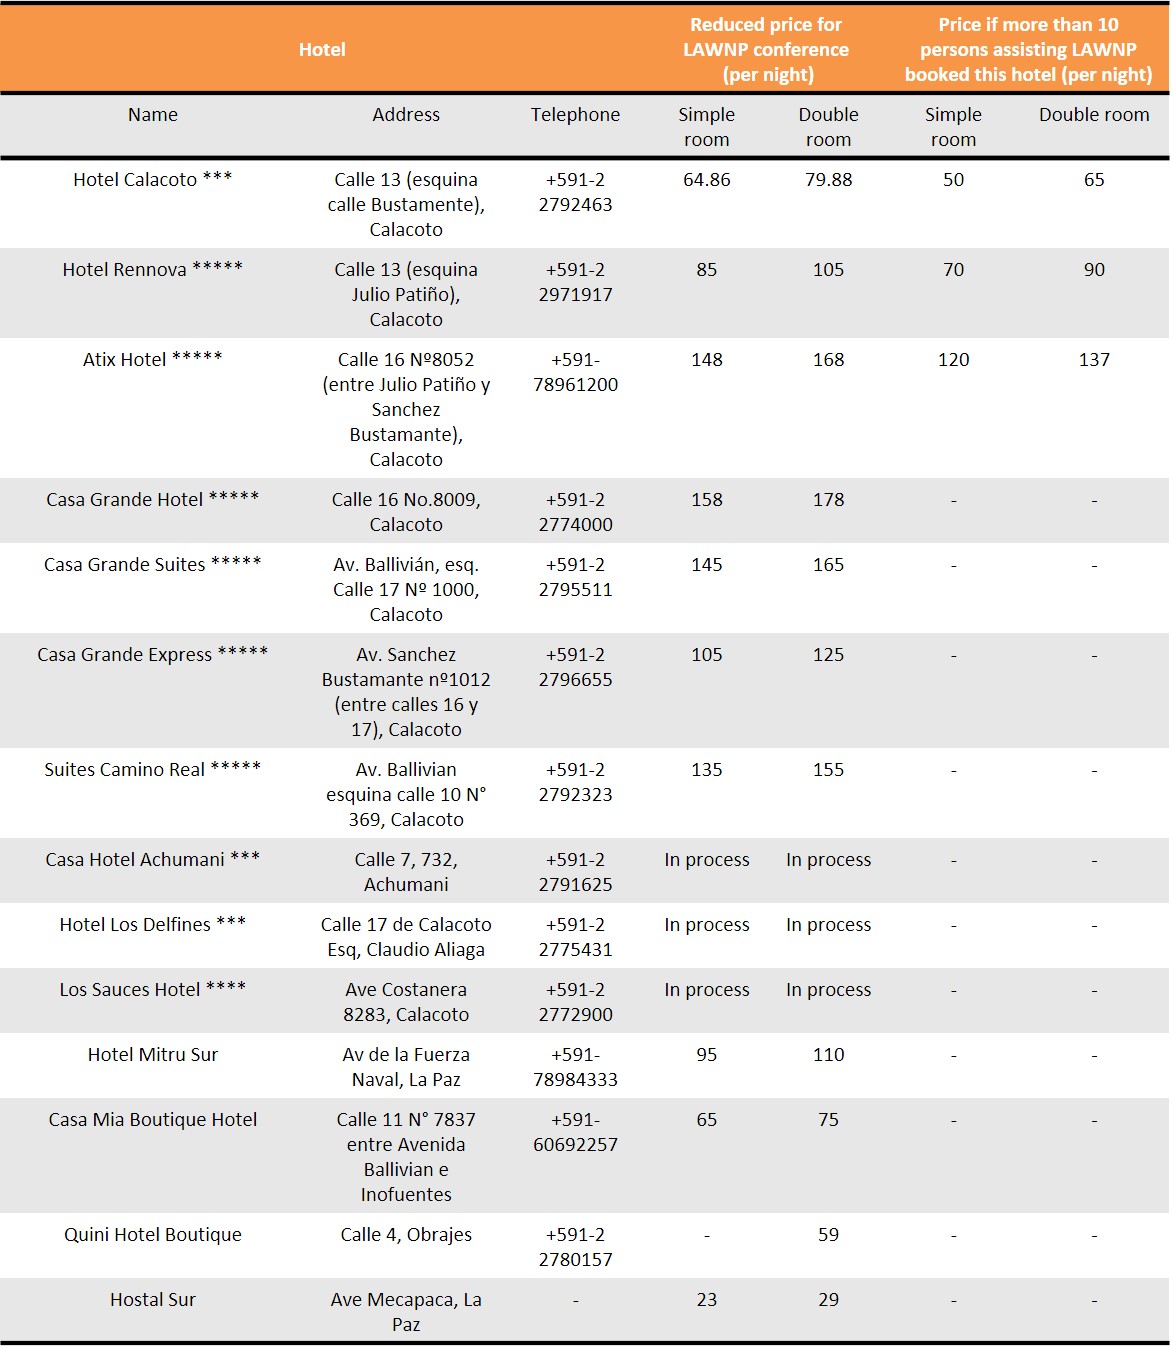 Hotel
Reduced price for
LAWNP conference
(per night)
Price if more than 10
persons assisting LAWNP
booked this hotel (per night)
Name
Address
Telephone
Simple
room
Double
room
Simple
room
Double room
Hotel Calacoto ***
Calle 13 (esquina
calle Bustamente),
Calacoto
+591-2
2792463
64.86
79.88
50
65
Hotel Rennova *****
Calle 13 (esquina
Julio Patiño),
Calacoto
+591-2
2971917
85
105
70
90
Atix Hotel *****
Calle 16 Nº8052
(entre Julio Patiño y
Sanchez
Bustamante),
Calacoto
+591-
78961200
148
168
120
137
Casa Grande Hotel *****
Calle 16 No.8009,
Calacoto
+591-2
2774000
158
178
-
-
Casa Grande Suites *****
Av. Ballivián, esq.
Calle 17 Nº 1000,
Calacoto
+591-2
2795511
145
165
-
-
Casa Grande Express *****
Av. Sanchez
Bustamante nº1012
(entre calles 16 y
17), Calacoto
+591-2
2796655
105
125
-
-
Suites Camino Real *****
Av. Ballivian
esquina calle 10 N°
369, Calacoto
+591-2
2792323
135
155
-
-
Casa Hotel Achumani ***
Calle 7, 732,
Achumani
+591-2
2791625
In process
In process
-
-
Hotel Los Delfines ***
Calle 17 de Calacoto
Esq, Claudio Aliaga
+591-2
2775431
In process
In process
-
-
Los Sauces Hotel ****
Ave Costanera
8283, Calacoto
+591-2
2772900
In process
In process
-
-
Hotel Mitru Sur
Av de la Fuerza
Naval, La Paz
+591-
78984333
95
110
-
-
Casa Mia Boutique Hotel
Calle 11 N° 7837
entre Avenida
Ballivian e
Inofuentes
+591-
60692257
65
75
-
-
Quini Hotel Boutique
Calle 4, Obrajes
+591-2
2780157
-
59
-
-
Hostal Sur
Ave Mecapaca, La
Paz
-
23
29
-
-